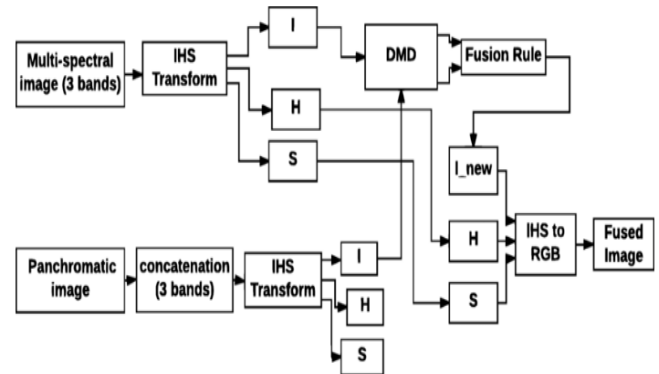 Multi-spectral
image (3 bands)
IHS
Transform
I
H
S
DMD
Fusion Rule
I_new
H
S
IHS to
RGB
Fused
Image
Panchromatic
image
concatenation
(3 bands)
IHS
Transform
I
H
S